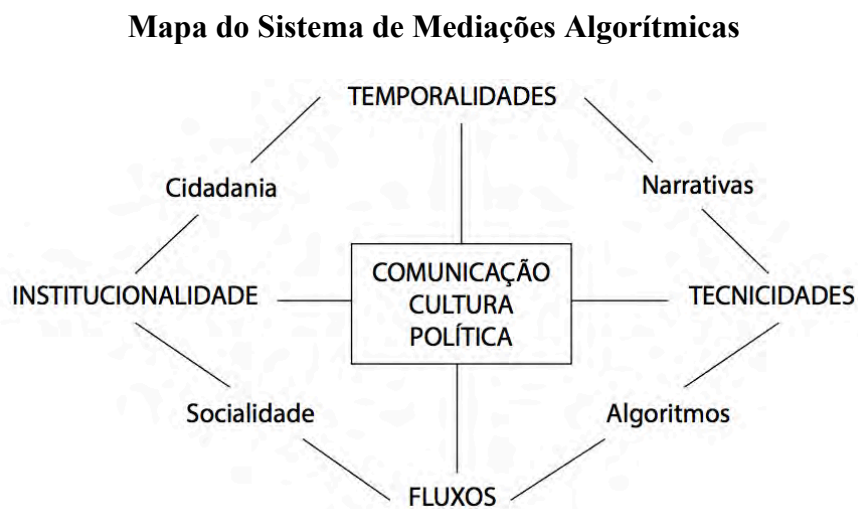 Mapa do Sistema de Mediações Algorítmicas
TEMPORALIDADES
Cidadania
Narrativas
INSTITUCIONALIDADE
COMUNICAÇÃO
CULTURA
POLÍTICA
TECNICIDADES
Socialidade
Algoritmos
FLUXOS